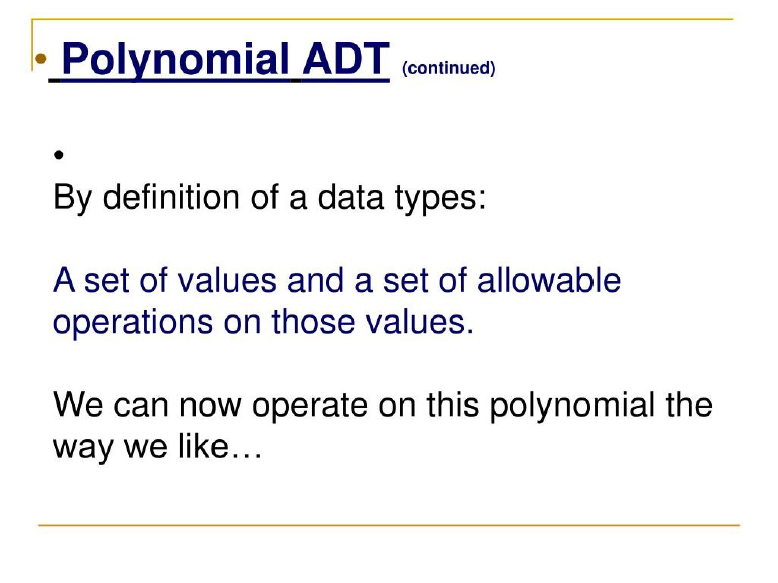 • Polynomial ADT (continued)
•
By definition of a data types:
A set of values and a set of allowable
operations on those values.
We can now operate on this polynomial the
way we like…